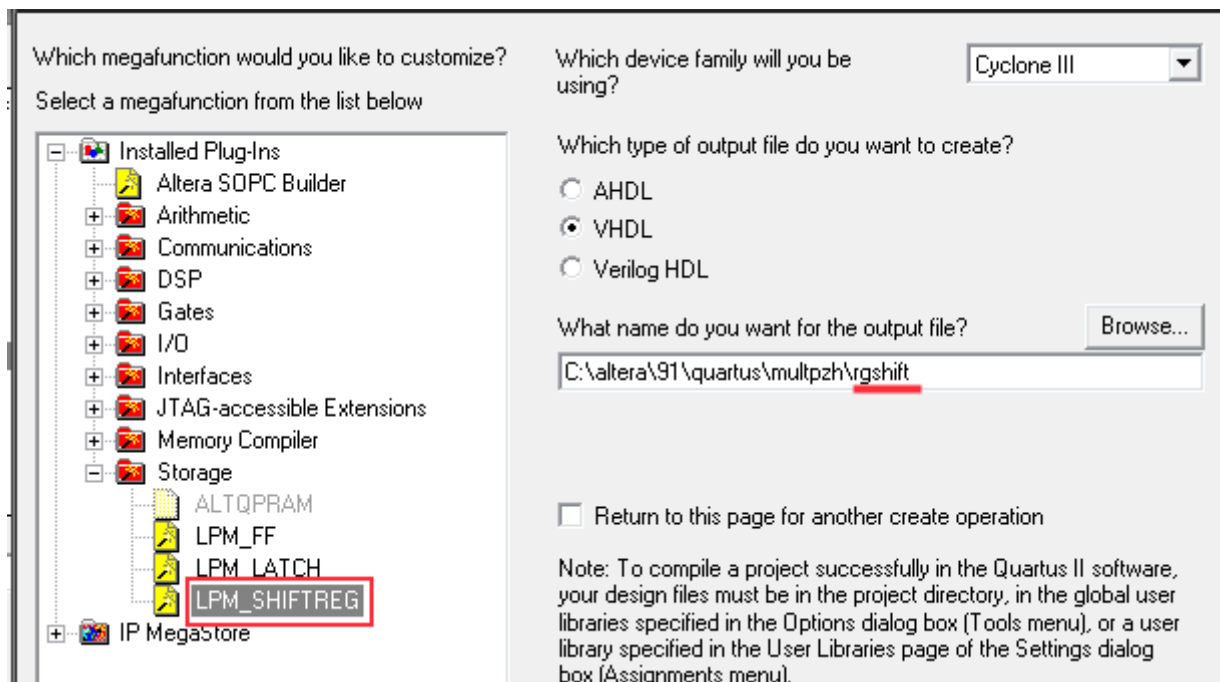 Which megafunction would you like to customize?
Select a megafunction from the list below
Installed Plug-Ins
Altera SOPC Builder
Arithmetic
Communications
DSP
Gates
I/O
Interfaces
JTAG-accessible Extensions
Memory Compiler
Storage
ALTQPRAM
LPM_FF
LPM_LATCH
LPM_SHIFTREG
IP MegaStore
Which device family will you be
using?
Cyclone III
Which type of output file do you want to create?
AHDL
VHDL
Verilog HDL
What name do you want for the output file?
Browse...
C:\altera\91\quartus\multpzh\rgshift
Return to this page for another create operation
Note: To compile a project successfully in the Quartus II software,
your design files must be in the project directory, in the global user
libraries specified in the Options dialog box (Tools menu), or a user
library specified in the User Libraries page of the Settings dialog
box (Assignments menu).